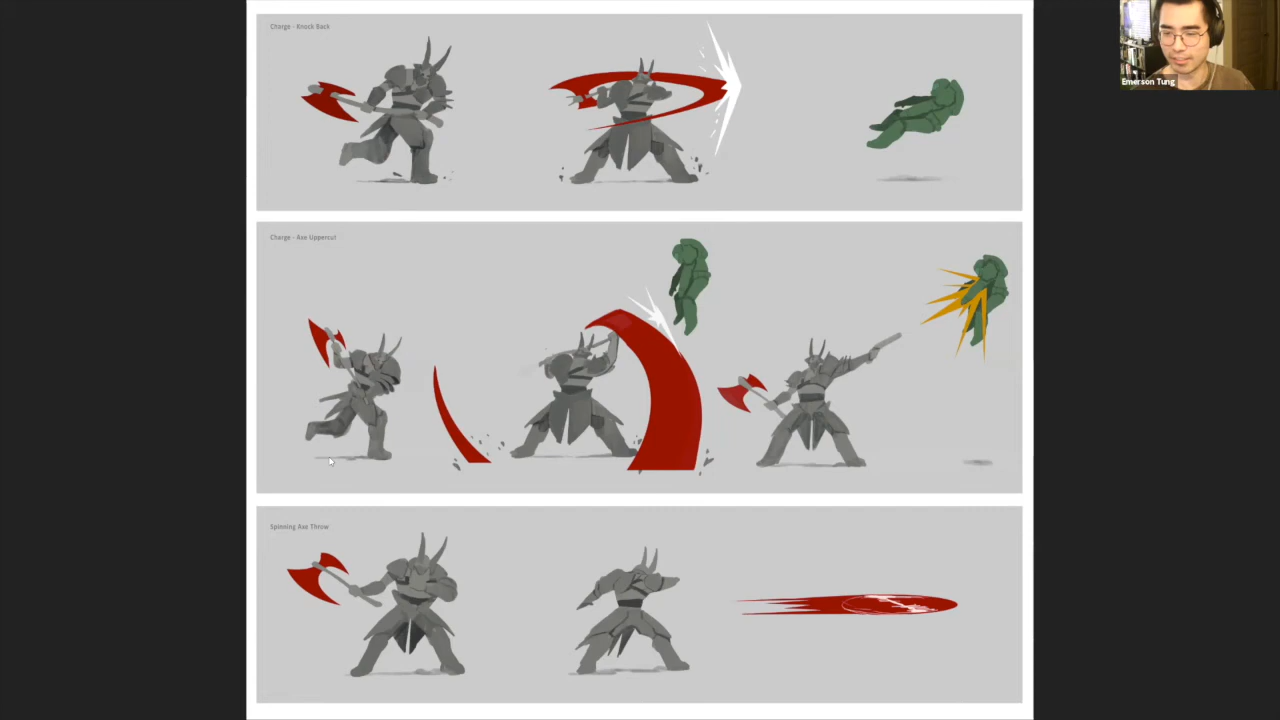 Charge - Knock Back
Emerson Tung
Charge - Axe Uppercut
Spinning Axe Throw